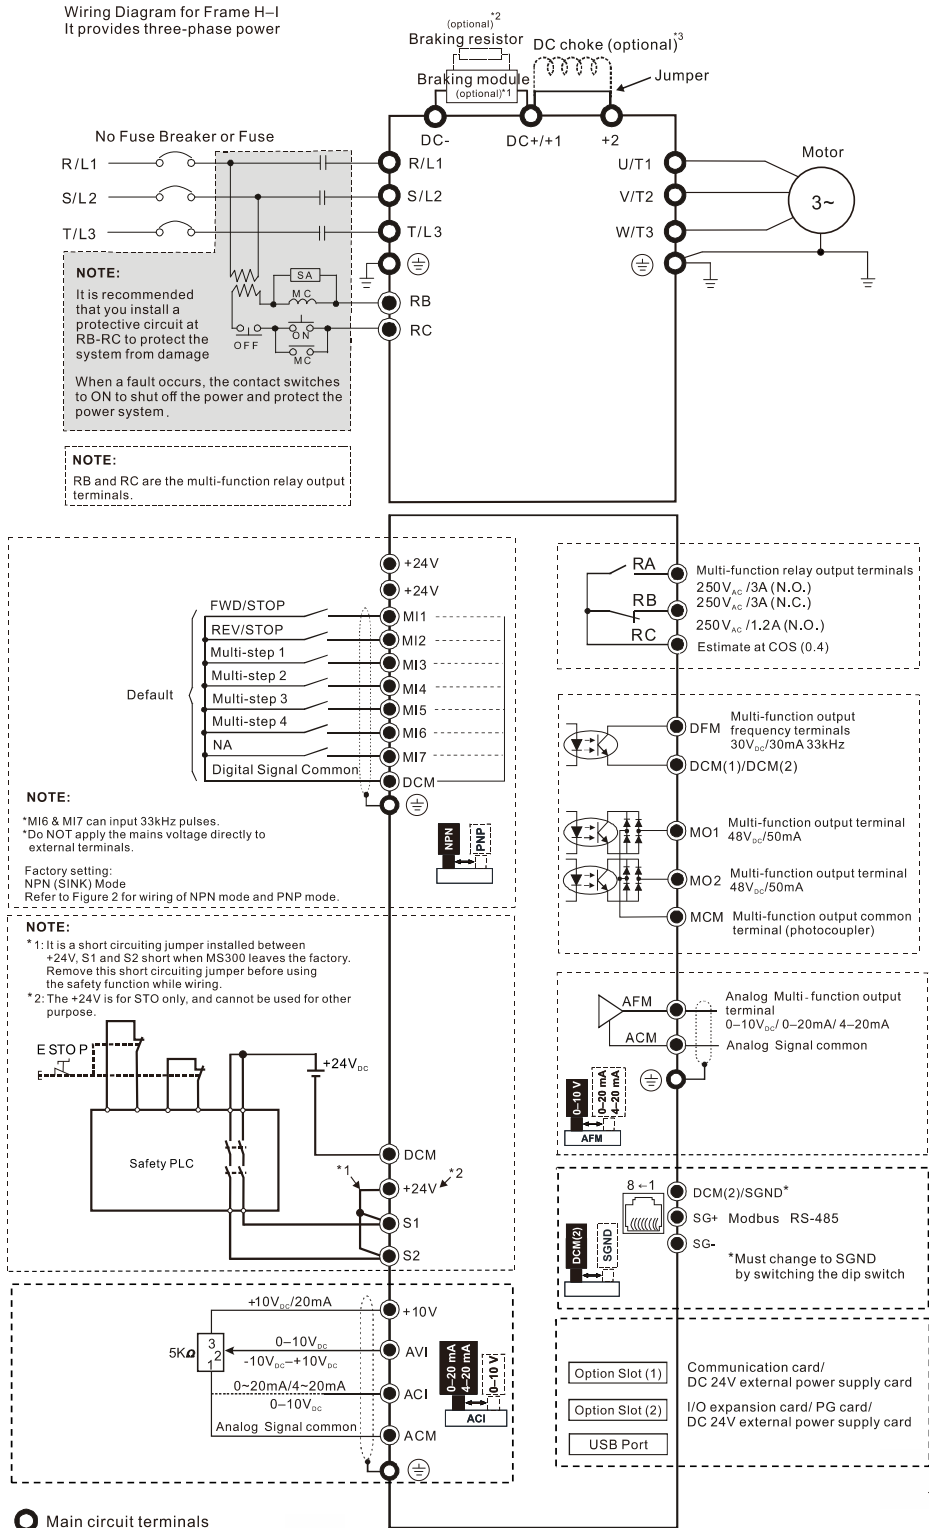 Wiring Diagram for Frame H–I
It provides three-phase power
(optional)*2
Braking resistor
DC choke (optional)*3
Braking module
(optional)*1
Jumper
DC-
DC+/+1
+2
No Fuse Breaker or Fuse
R/L1
R/L1
U/T1
Motor
S/L2
S/L2
V/T2
3~
T/L3
T/L3
W/T3
NOTE:
It is recommended
that you install a
protective circuit at
RB-RC to protect the
system from damage
When a fault occurs, the contact switches
to ON to shut off the power and protect the
power system.
SA
MC
RB
OFF
ON
MC
RC
NOTE:
RB and RC are the multi-function relay output
terminals.
+24V
+24V
FWD/STOP
MI1
REV/STOP
MI2
Multi-step 1
MI3
Multi-step 2
MI4
Default
Multi-step 3
MI5
Multi-step 4
MI6
NA
MI7
Digital Signal Common
DCM
NOTE:
*MI6 & MI7 can input 33kHz pulses.
*Do NOT apply the mains voltage directly to
external terminals.
Factory setting:
NPN (SINK) Mode
Refer to Figure 2 for wiring of NPN mode and PNP mode.
NPN
PNP
RA
Multi-function relay output terminals
250VAC /3A (N.O.)
RB
250VAC /3A (N.C.)
250VAC /1.2A (N.O.)
RC
Estimate at COS (0.4)
DFM
Multi-function output
frequency terminals
30VDC/30mA 33kHz
DCM(1)/DCM(2)
MO1
Multi-function output terminal
48VDC/50mA
MO2
Multi-function output terminal
48VDC/50mA
MCM
Multi-function output common
terminal (photocoupler)
NOTE:
*1: It is a short circuiting jumper installed between
+24V, S1 and S2 short when MS300 leaves the factory.
Remove this short circuiting jumper before using
the safety function while wiring.
*2: The +24V is for STO only, and cannot be used for other
purpose.
ESTOP
+24VDC
Safety PLC
DCM
*1
+24V
*2
S1
S2
AFM
Analog Multi-function output
terminal
0–10VDC/ 0–20mA/ 4–20mA
ACM
Analog Signal common
0–10 V
0–20 mA
4–20 mA
AFM
8←1
DCM(2)/SGND*
SG+ Modbus RS-485
SG-
DCM(2)
SGND
*Must change to SGND
by switching the dip switch
+10VDC/20mA
+10V
5KΩ
3
2
1
0–10VDC
-10VDC–+10VDC
AVI
0~20mA/4~20mA
0–10VDC
ACI
Analog Signal common
ACM
0–20 mA
4–20 mA
0–10 V
ACI
Option Slot (1)
Communication card/
DC 24V external power supply card
Option Slot (2)
I/O expansion card/ PG card/
DC 24V external power supply card
USB Port
Main circuit terminals